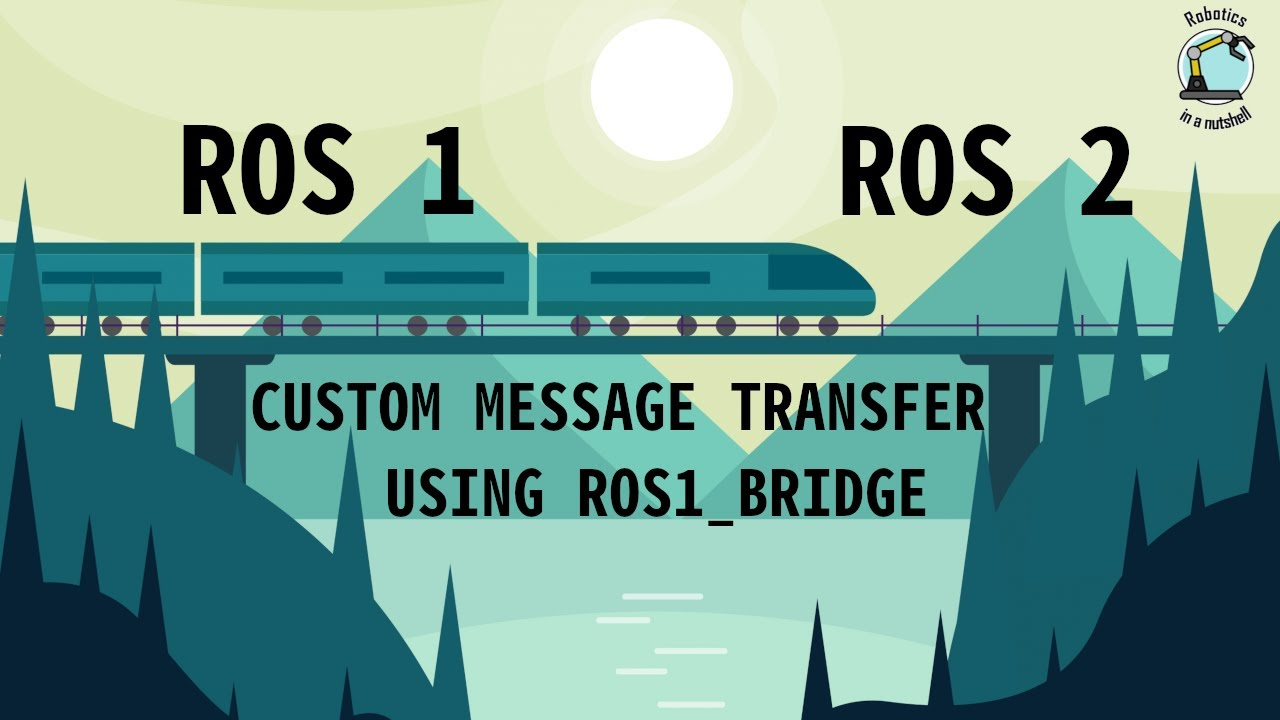 Robotics
in a nutshell
ROS 1
ROS 2
CUSTOM MESSAGE TRANSFER
USING ROS1_BRIDGE